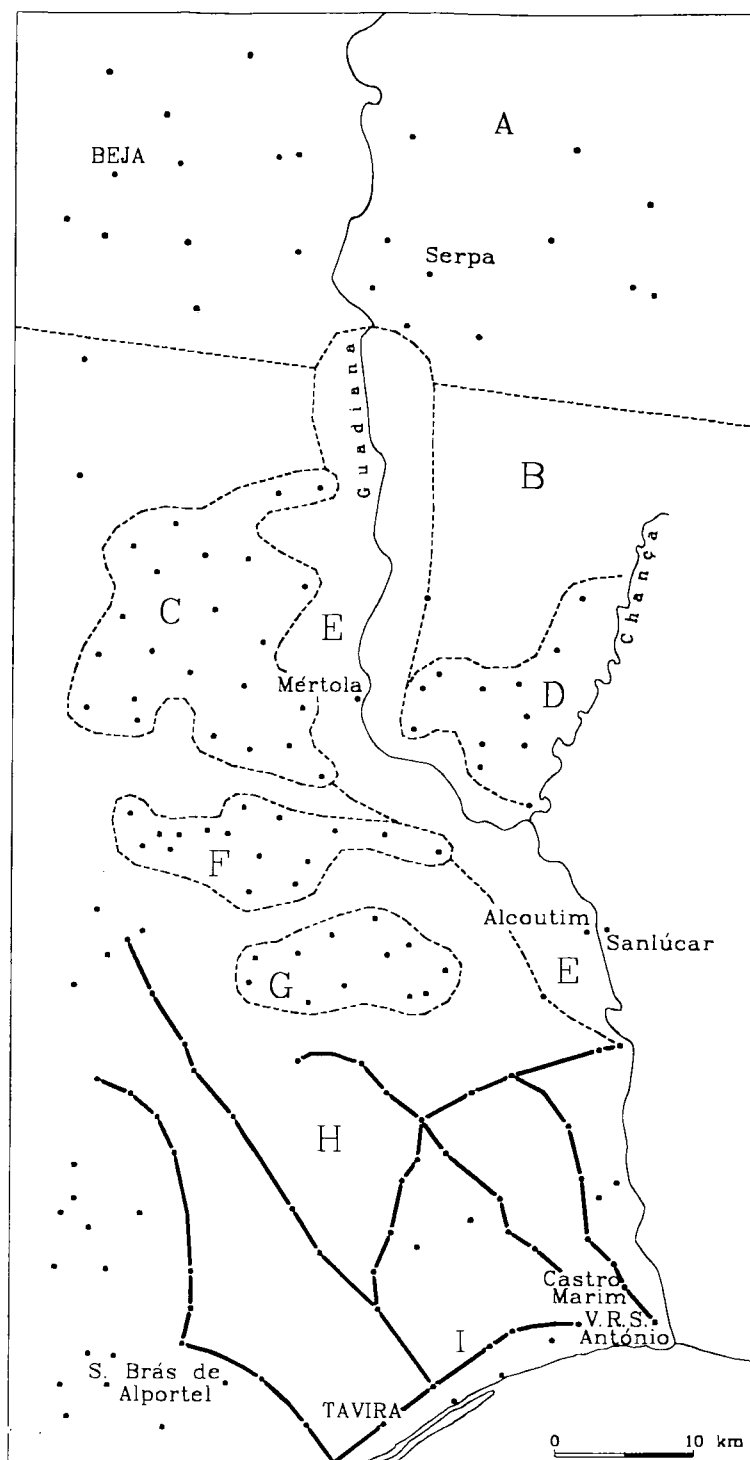 A
BEJA
Serpa
Guadiana
B
Chança
C
E
Mértola
D
F
Alcoutim
Sanlúcar
G
E
H
Castro
Marim
V.R.S.
António
I
S. Brás de
Alportel
TAVIRA
0 10 km